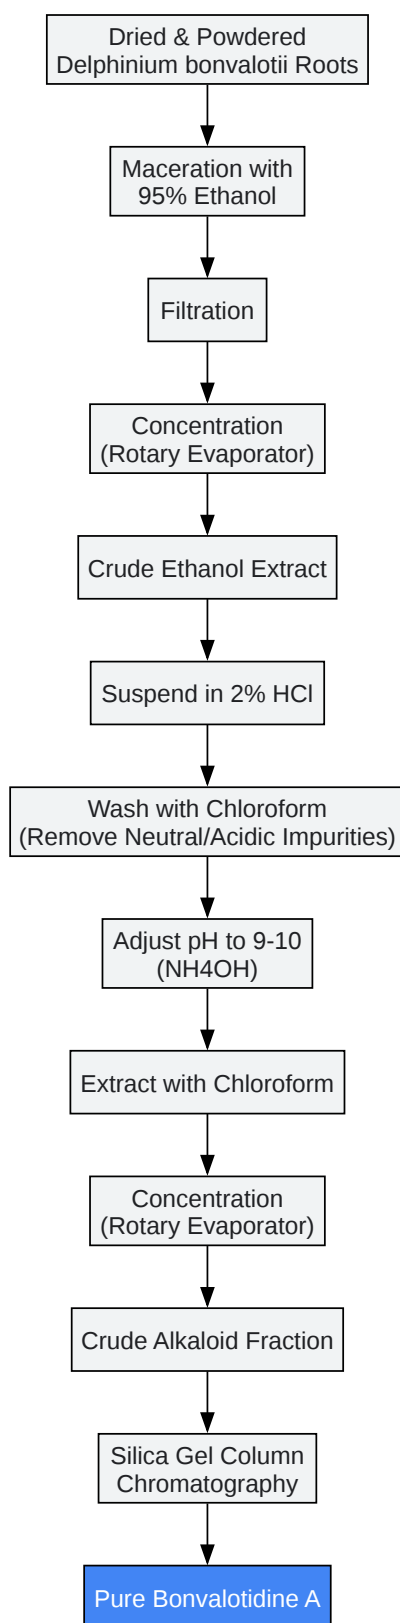 Dried & Powdered
Delphinium bonvalotii Roots
Maceration with
95% Ethanol
Filtration
Concentration
(Rotary Evaporator)
Crude Ethanol Extract
Suspend in 2% HCl
Wash with Chloroform
(Remove Neutral/Acidic Impurities)
Adjust pH to 9-10
(NH4OH)
Extract with Chloroform
Concentration
(Rotary Evaporator)
Crude Alkaloid Fraction
Silica Gel Column
Chromatography
Pure Bonvalotidine A